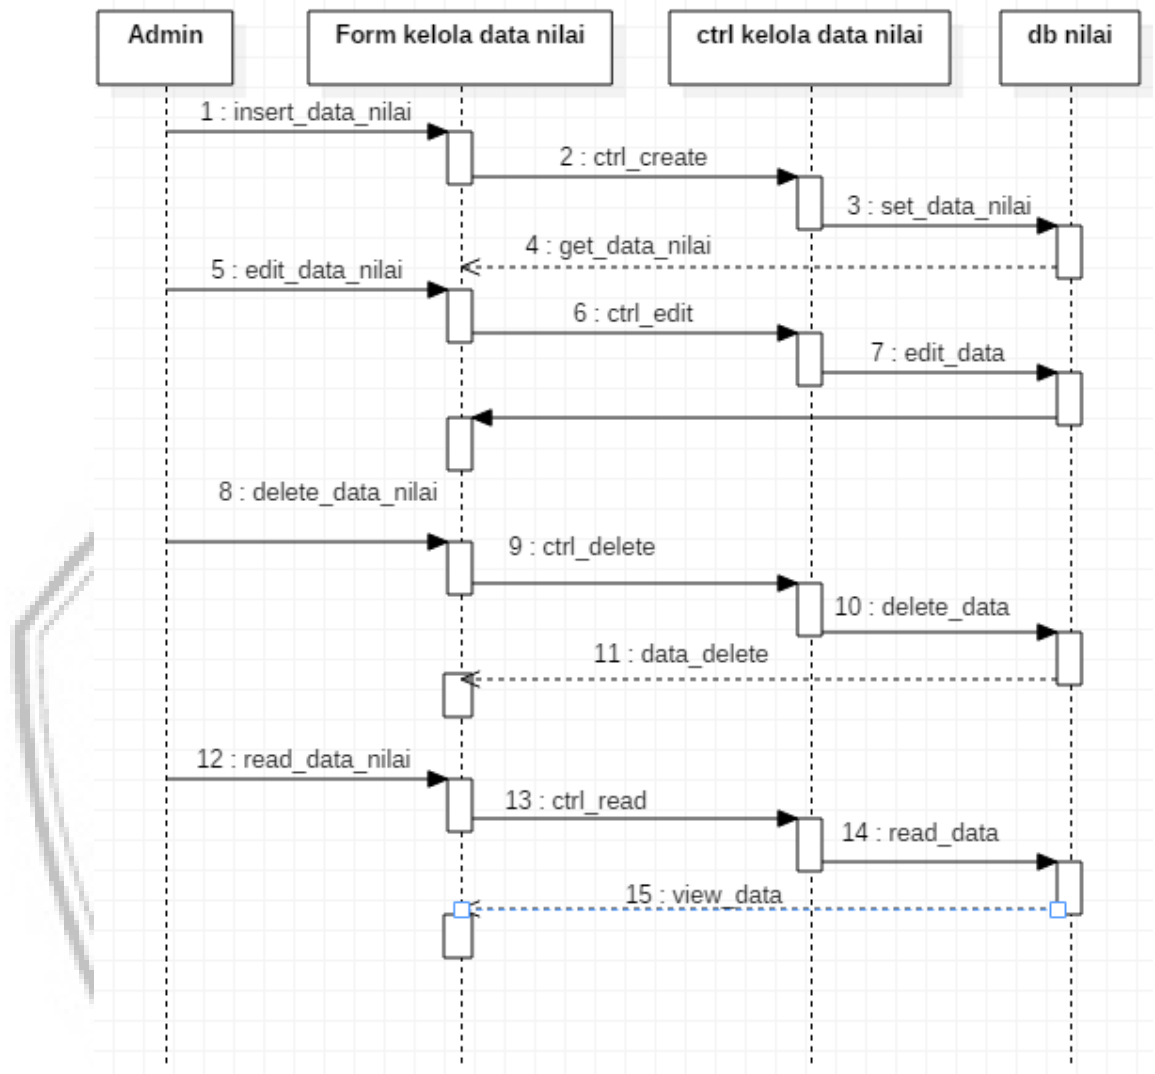 Admin
Form kelola data nilai
ctrl kelola data nilai
db nilai
1 : insert_data_nilai
2 : ctrl_create
3 : set_data_nilai
4 : get_data_nilai
5 : edit_data_nilai
6 : ctrl_edit
7 : edit_data
8 : delete_data_nilai
9 : ctrl_delete
10 : delete_data
11 : data_delete
12 : read_data_nilai
13 : ctrl_read
14 : read_data
15 : view_data